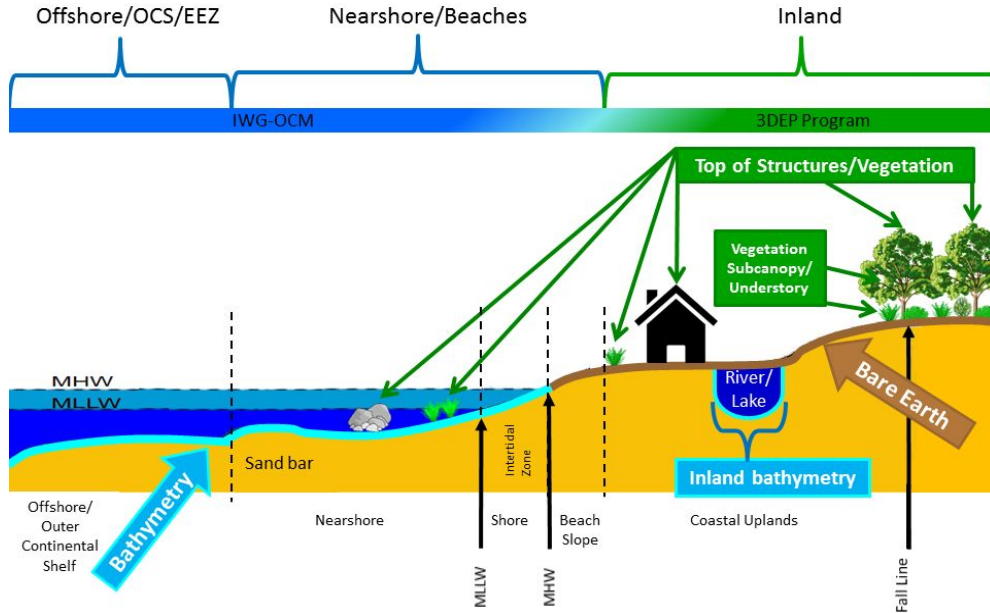 Offshore/OCS/EEZ
Nearshore/Beaches
Inland
IWG-OCM
3DEP Program
Top of Structures/Vegetation
Vegetation
Subcanopy/
Understory
MHW
MLLW
River/
Lake
Bare Earth
Sand bar
Intertidal
Zone
Bathymetry
Inland bathymetry
Offshore/
Outer
Continental
Shelf
Nearshore
Shore
Beach
Slope
Coastal Uplands
MLLW
MHW
Fall Line